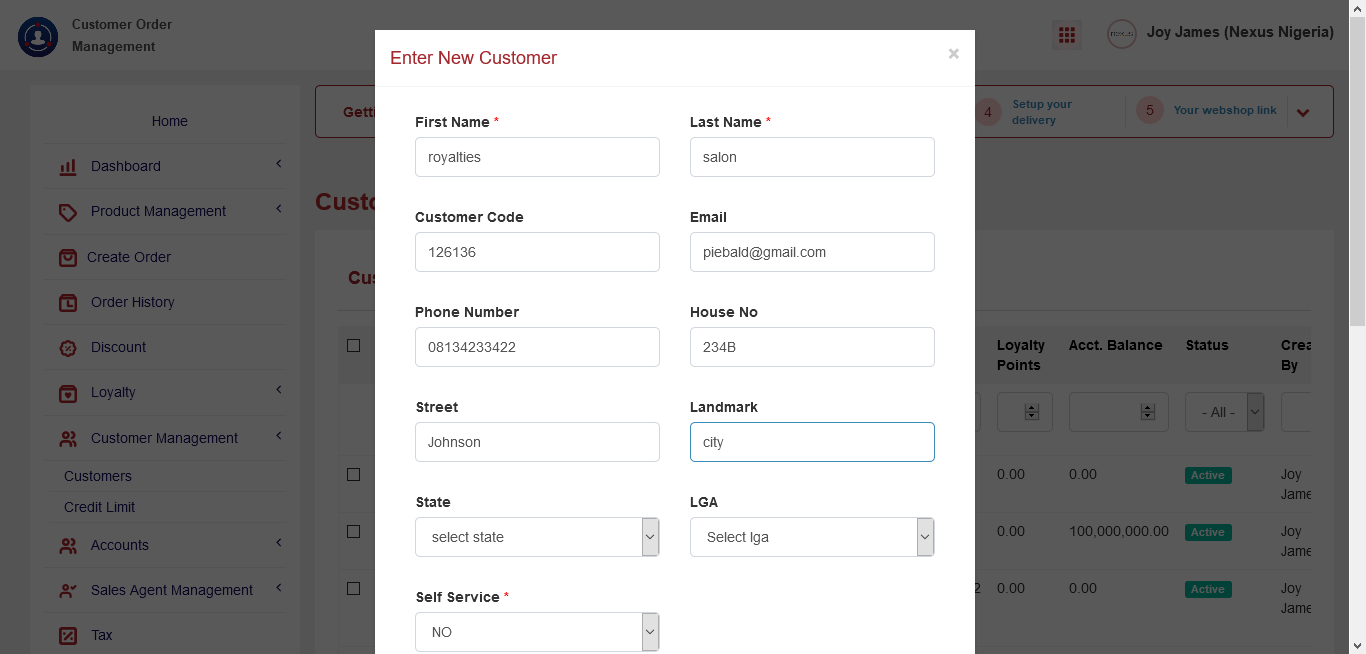 Customer Order
Management
nexus
Joy James (Nexus Nigeria)
Home
Dashboard
Product Management
Create Order
Order History
Discount
Loyalty
Customer Management
Customers
Credit Limit
Accounts
Sales Agent Management
Tax
Getti
4
Setup your
delivery
5
Your webshop link
Custo
Cus
Enter New Customer
×
First Name *
Last Name *
royalties
salon
Customer Code
Email
126136
piebald@gmail.com
Phone Number
House No
08134233422
234B
Street
Landmark
Johnson
city
State
LGA
select state
Select lga
Self Service *
NO
Loyalty
Points
Acct. Balance
Status
Crea
By
- All -
0.00
0.00
Active
Joy
Jame
0.00
100,000,000.00
Active
Joy
Jame
2
0.00
0.00
Active
Joy
Jame